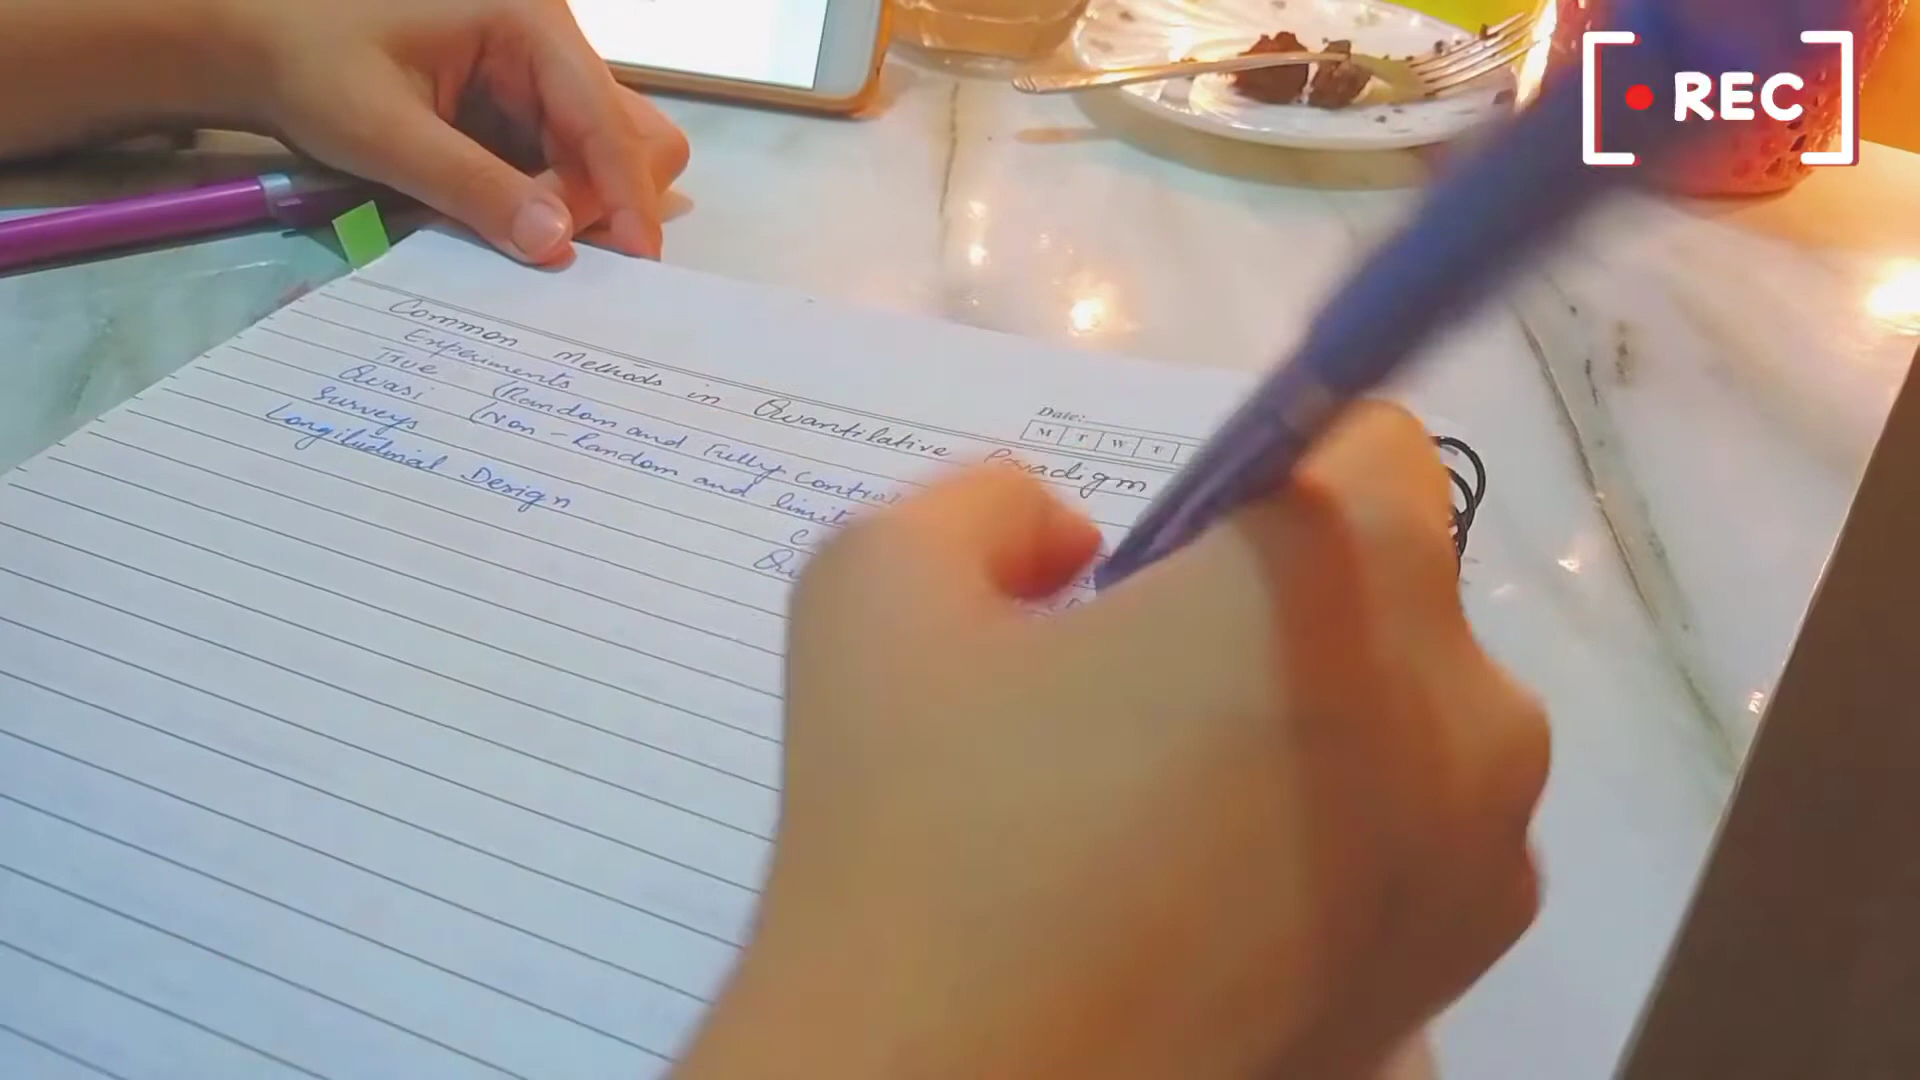 REC
Date:
M T W T
Common Methods in Quantilative Paradigm
Experiments
True (Random and Fully Control
Quasi (Non-Random and limit
Surveys
Longitudinal Design